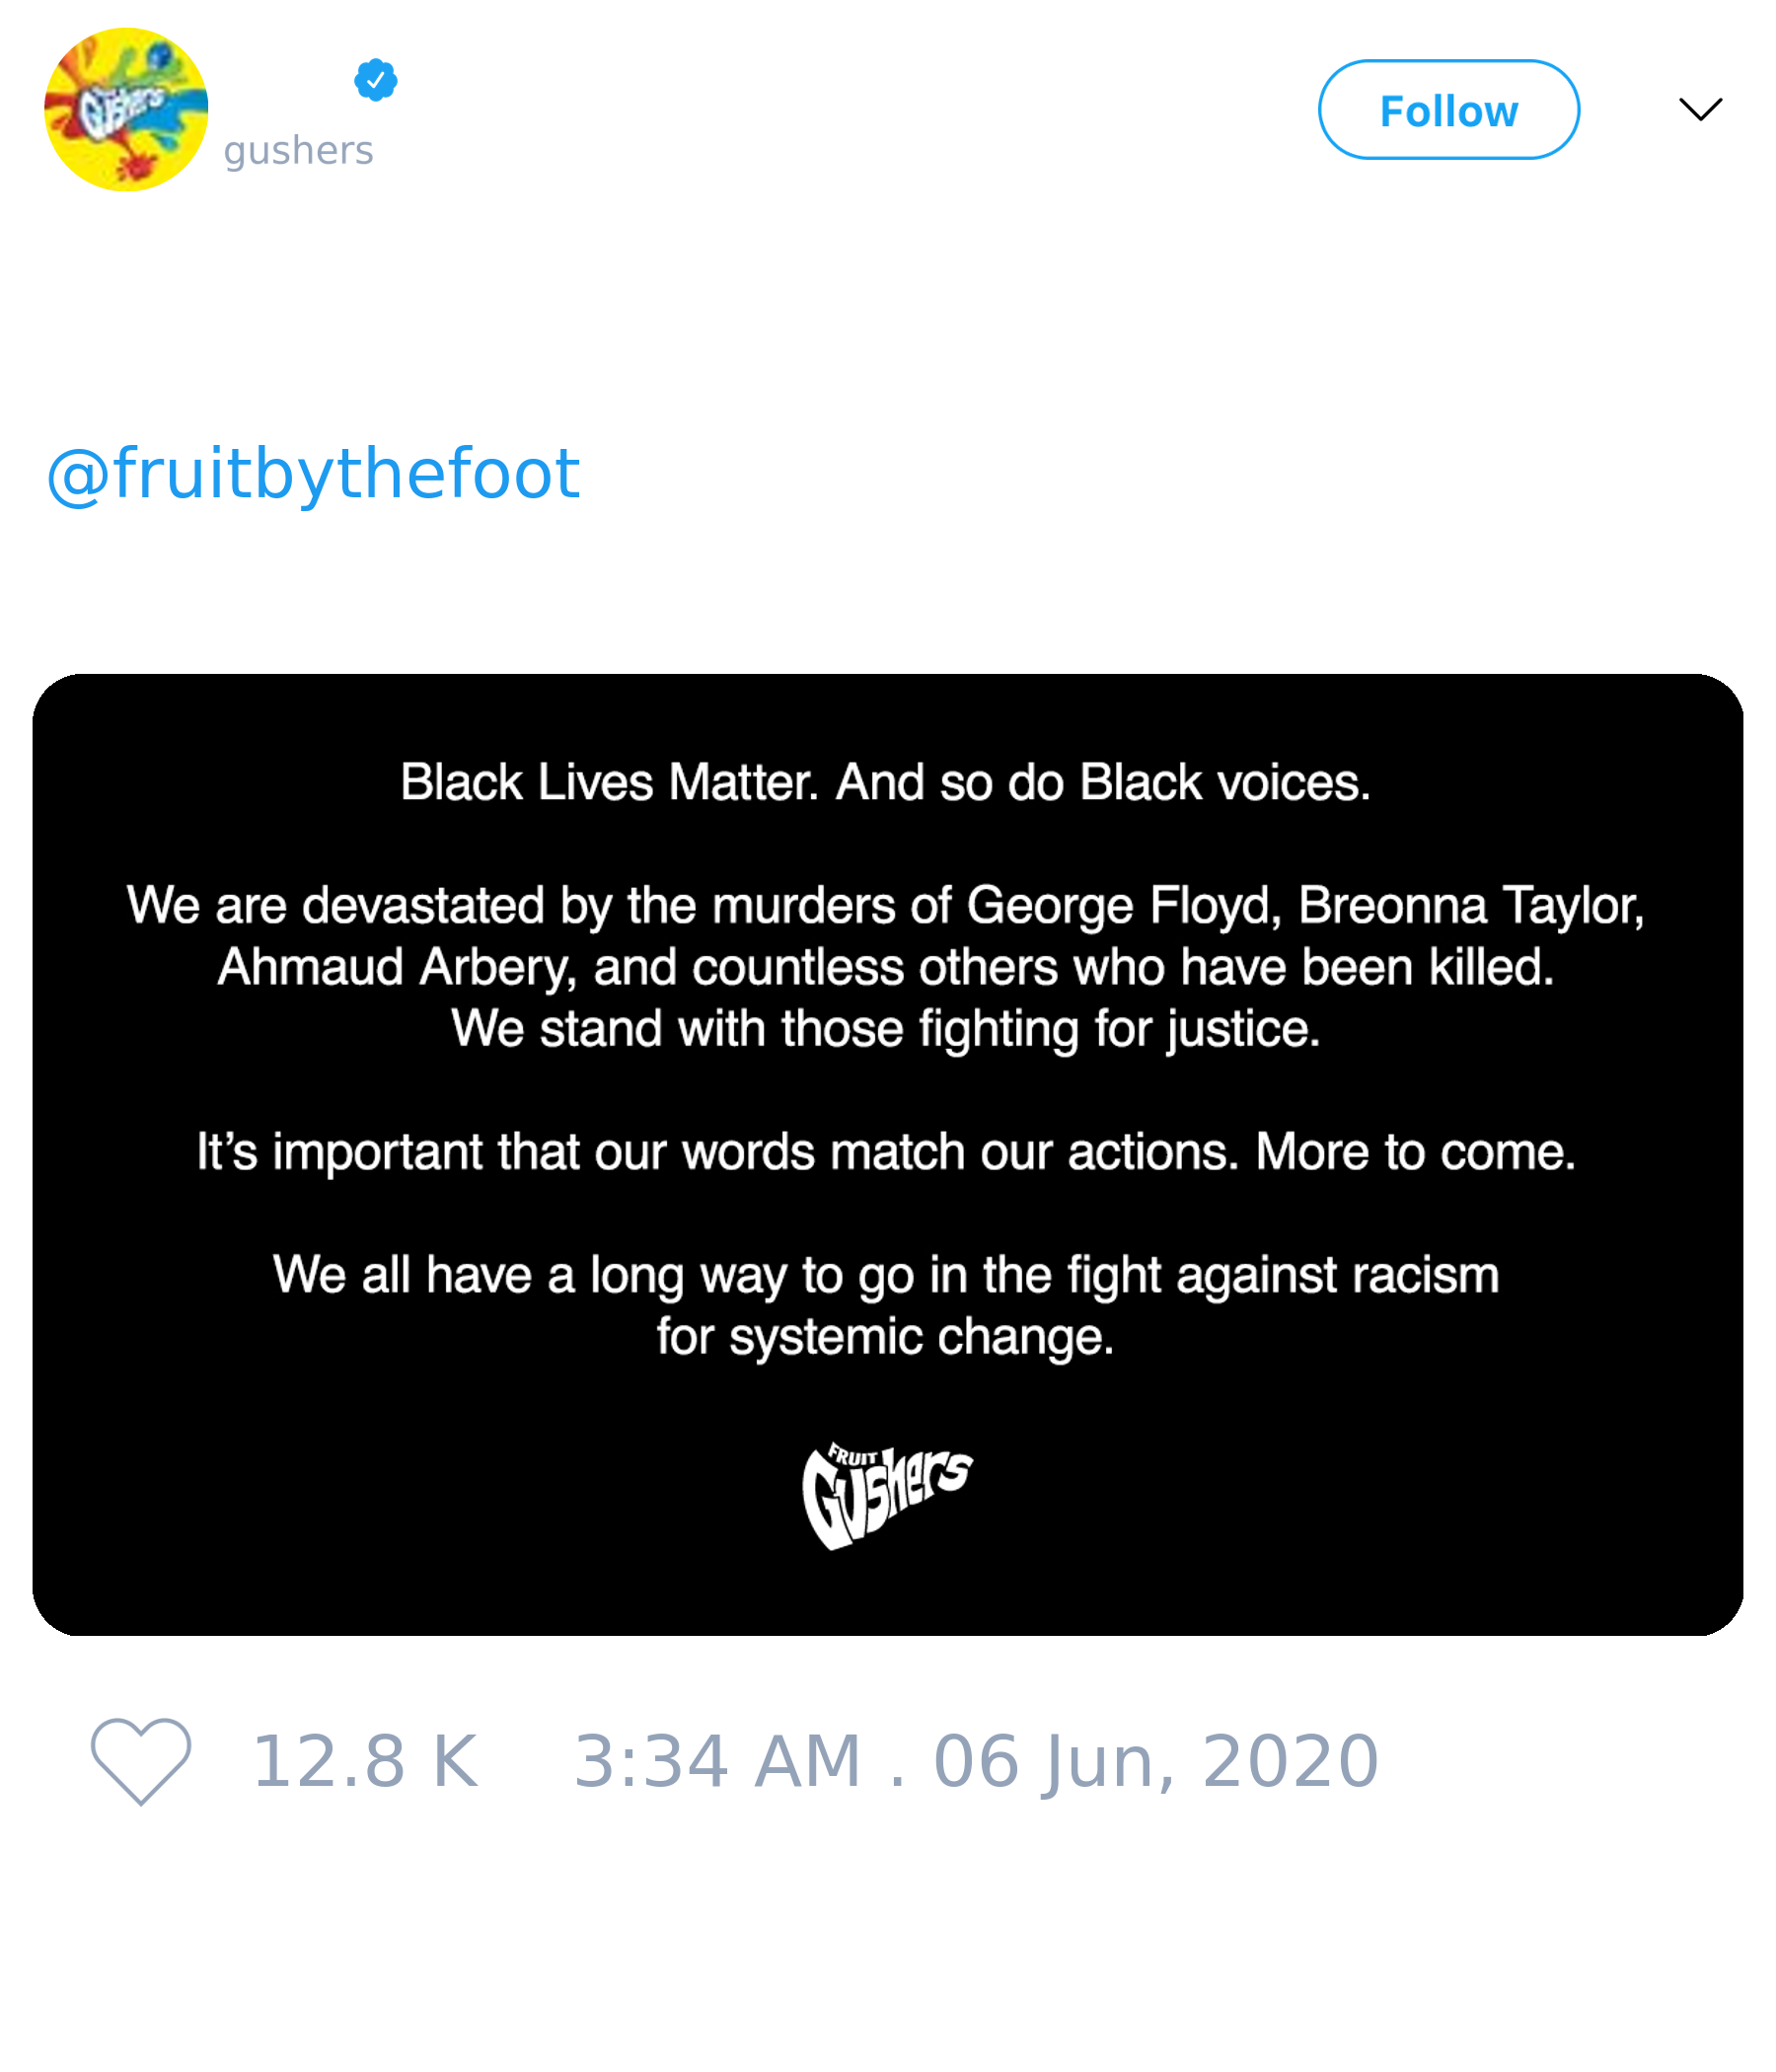 Gushers
gushers
Follow
@fruitbythefoot
Black Lives Matter. And so do Black voices.
We are devastated by the murders of George Floyd, Breonna Taylor,
Ahmaud Arbery, and countless others who have been killed.
We stand with those fighting for justice.
It’s important that our words match our actions. More to come.
We all have a long way to go in the fight against racism
for systemic change.
FRUIT
Gushers
12.8 K 3:34 AM . 06 Jun, 2020